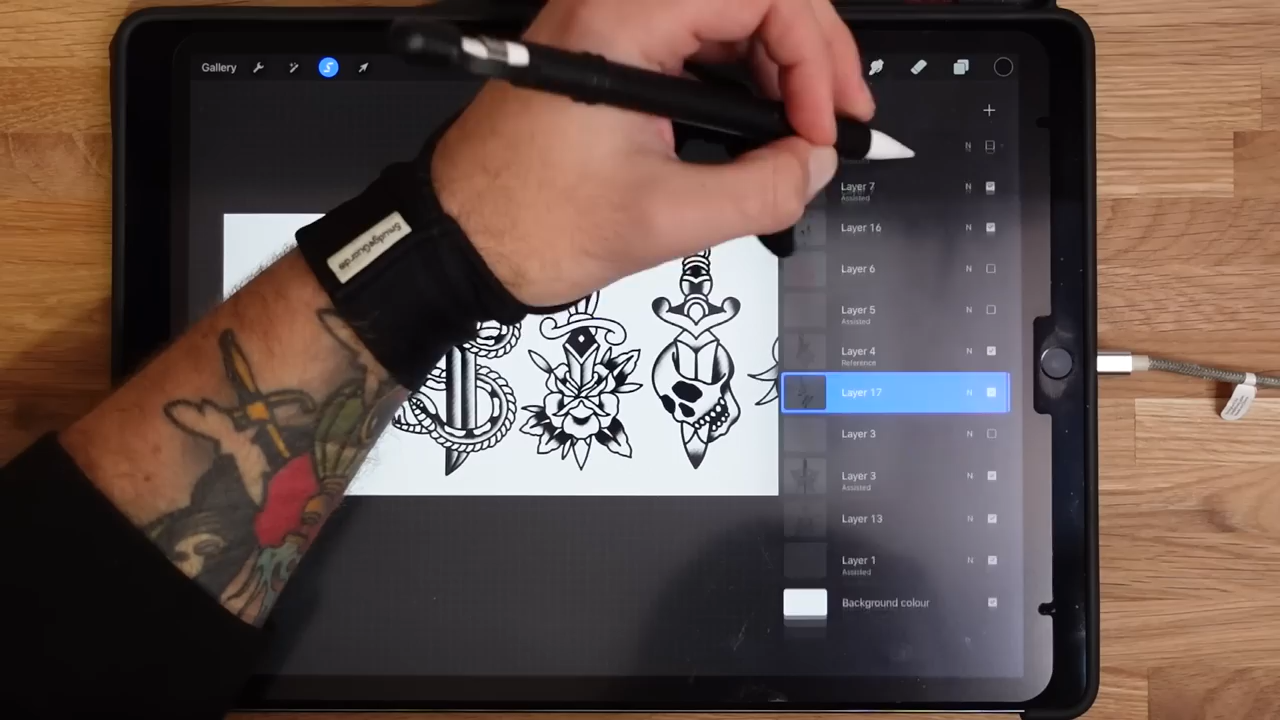 Gallery
N
Layer 7
N
Assisted
Layer 16
N
Layer 6
N
Layer 5
N
Assisted
Layer 4
N
Reference
Layer 17
N
Layer 3
N
Layer 3
N
Assisted
Layer 13
N
Layer 1
N
Assisted
Background colour
SmudgeGuard